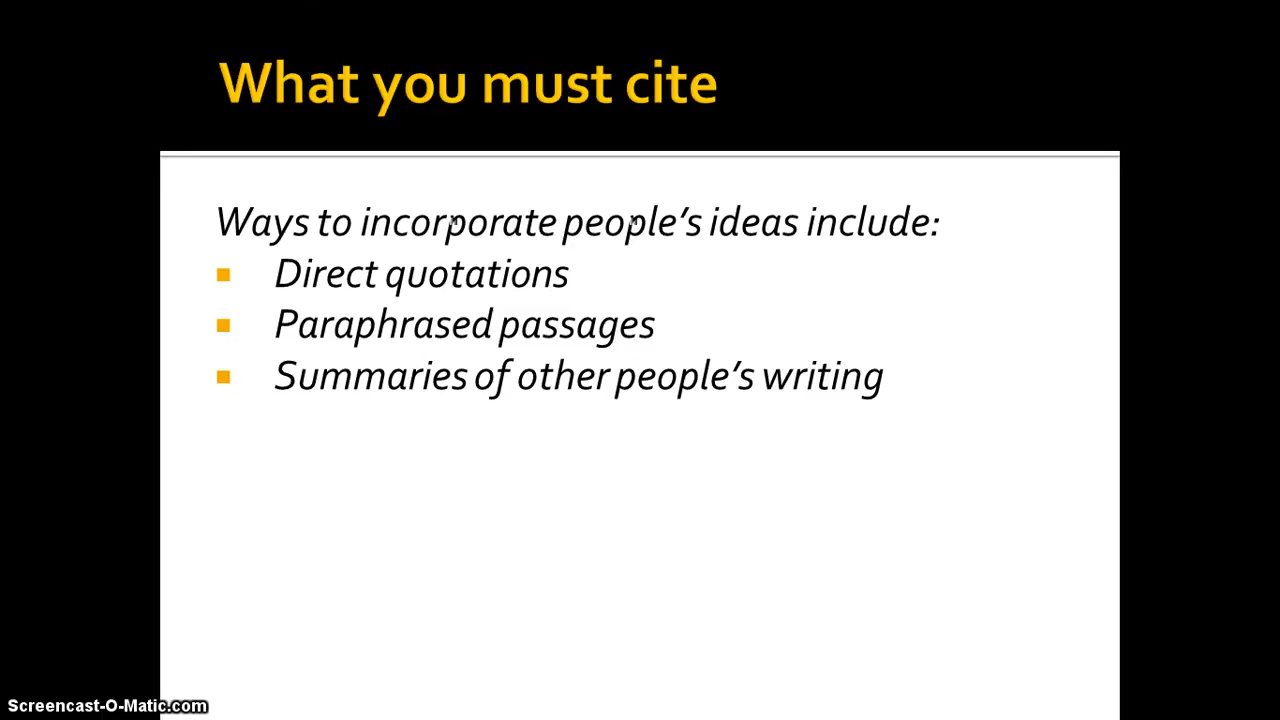 What you must cite
Ways to incorporate people’s ideas include:
Direct quotations
Paraphrased passages
Summaries of other people’s writing
Screencast-O-Matic.com